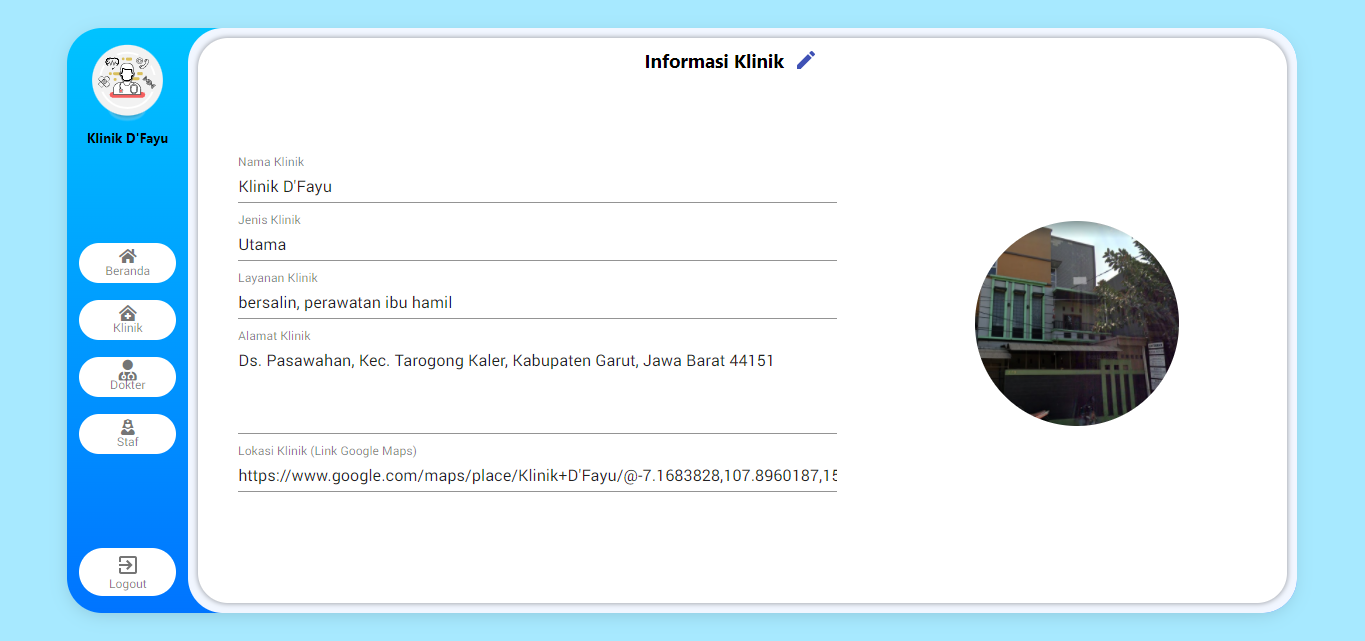 Informasi Klinik
Klinik D'Fayu
Beranda
Klinik
Dokter
Staf
Logout
Nama Klinik
Klinik D'Fayu
Jenis Klinik
Utama
Layanan Klinik
bersalin, perawatan ibu hamil
Alamat Klinik
Ds. Pasawahan, Kec. Tarogong Kaler, Kabupaten Garut, Jawa Barat 44151
Lokasi Klinik (Link Google Maps)
https://www.google.com/maps/place/Klinik+D'Fayu/@-7.1683828,107.8960187,15